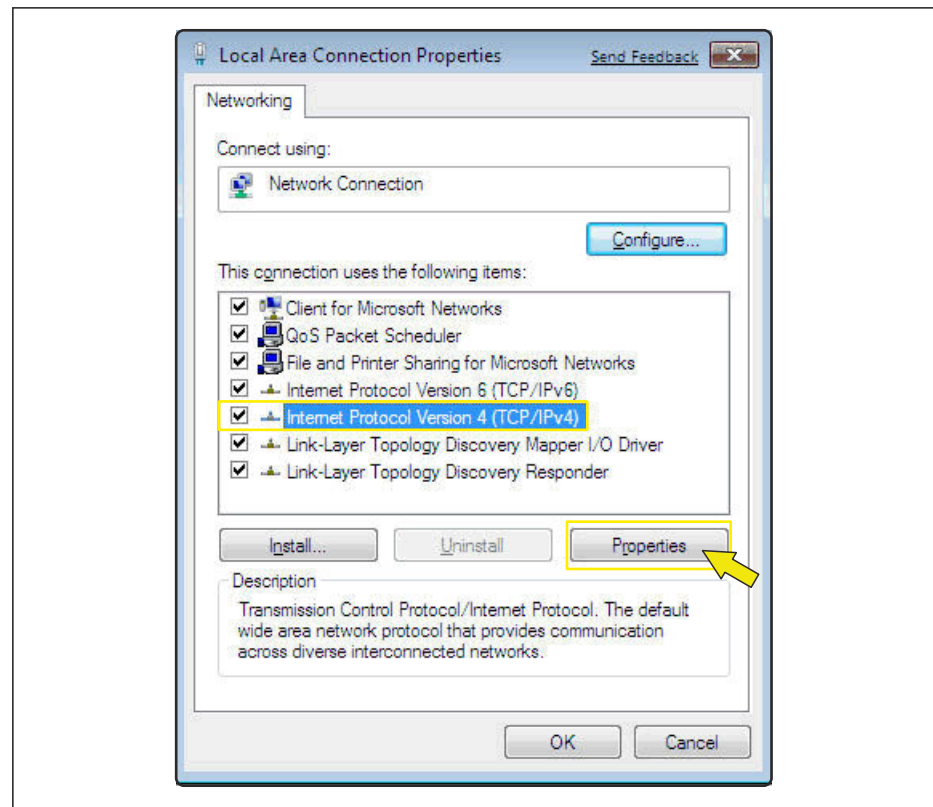 Local Area Connection Properties Send Feedback
Networking
Connect using:
Network Connection
Configure...
This connection uses the following items:
Client for Microsoft Networks
QoS Packet Scheduler
File and Printer Sharing for Microsoft Networks
Internet Protocol Version 6 (TCP/IPv6)
Internet Protocol Version 4 (TCP/IPv4)
Link-Layer Topology Discovery Mapper I/O Driver
Link-Layer Topology Discovery Responder
Install... Uninstall Properties
Description
Transmission Control Protocol/Internet Protocol. The default
wide area network protocol that provides communication
across diverse interconnected networks.
OK Cancel